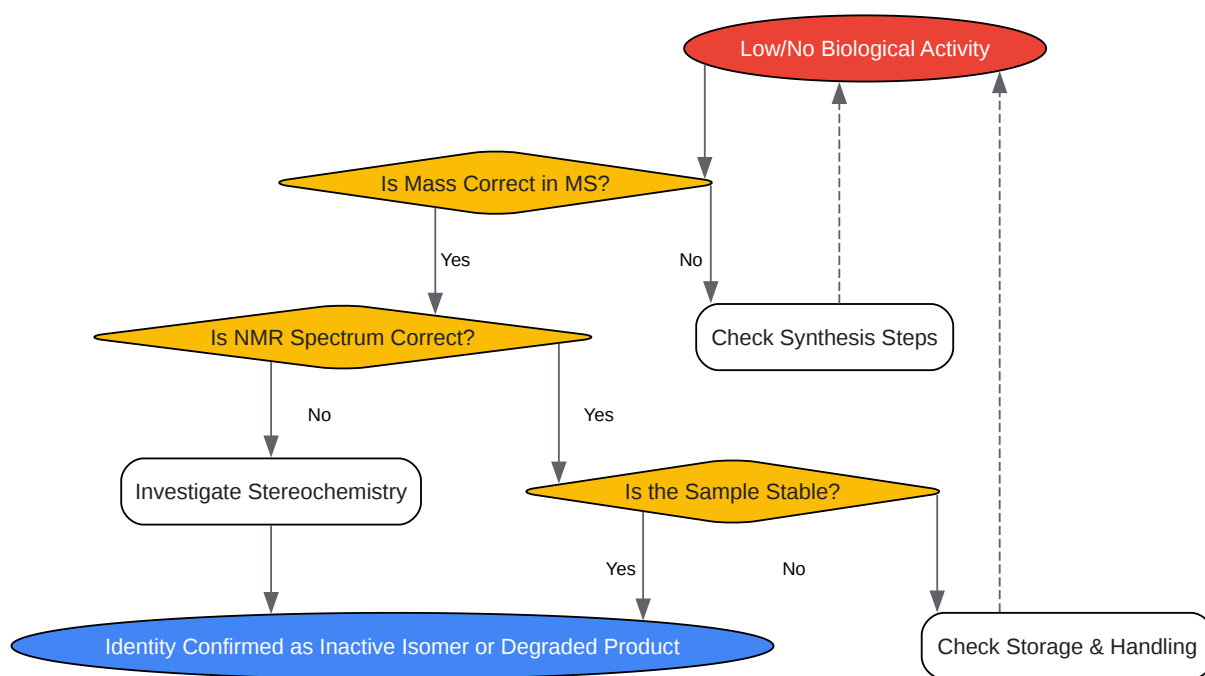 Low/No Biological Activity
Is Mass Correct in MS?
Yes
No
Is NMR Spectrum Correct?
Check Synthesis Steps
No
Yes
Investigate Stereochemistry
Is the Sample Stable?
Yes
No
Identity Confirmed as Inactive Isomer or Degraded Product
Check Storage & Handling